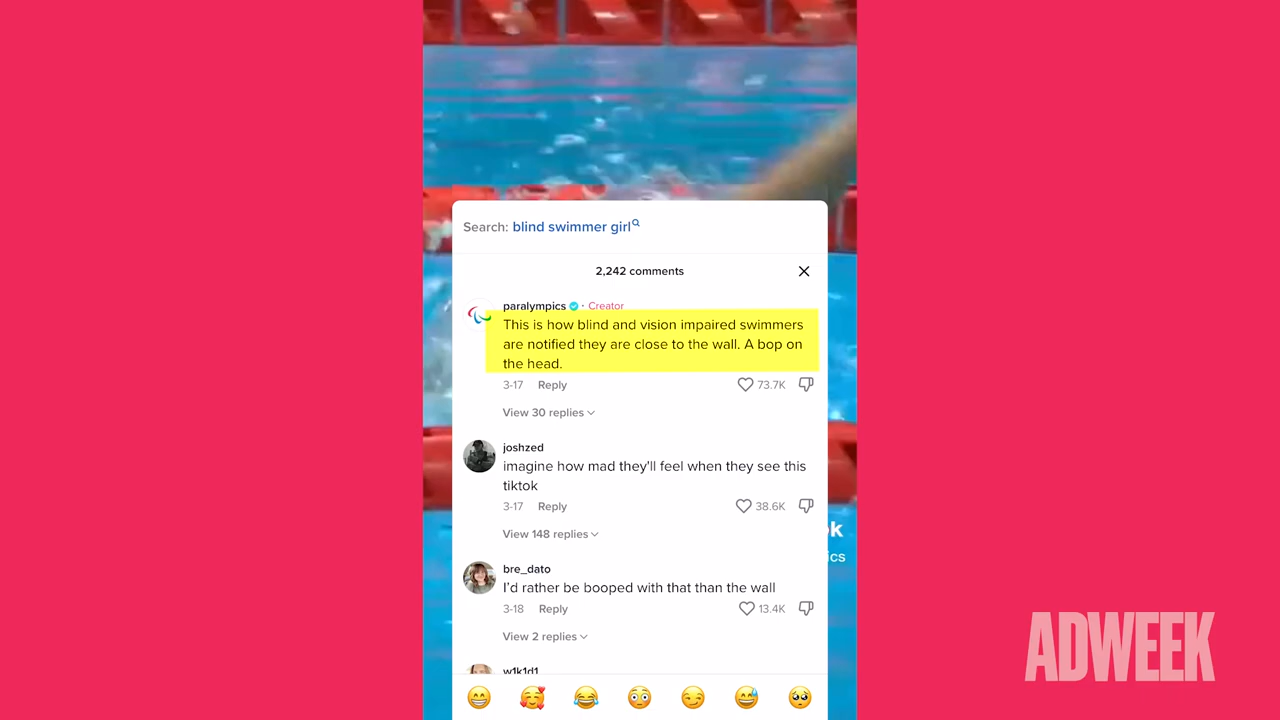 Search: blind swimmer girl
2,242 comments
paralympics · Creator
This is how blind and vision impaired swimmers
are notified they are close to the wall. A bop on
the head.
3-17 Reply 73.7K
View 30 replies
joshzed
imagine how mad they'll feel when they see this
tiktok
3-17 Reply 38.6K
View 148 replies
k
ics
bre_dato
I'd rather be booped with that than the wall
3-18 Reply 13.4K
View 2 replies
w1k1d1
ADWEEK